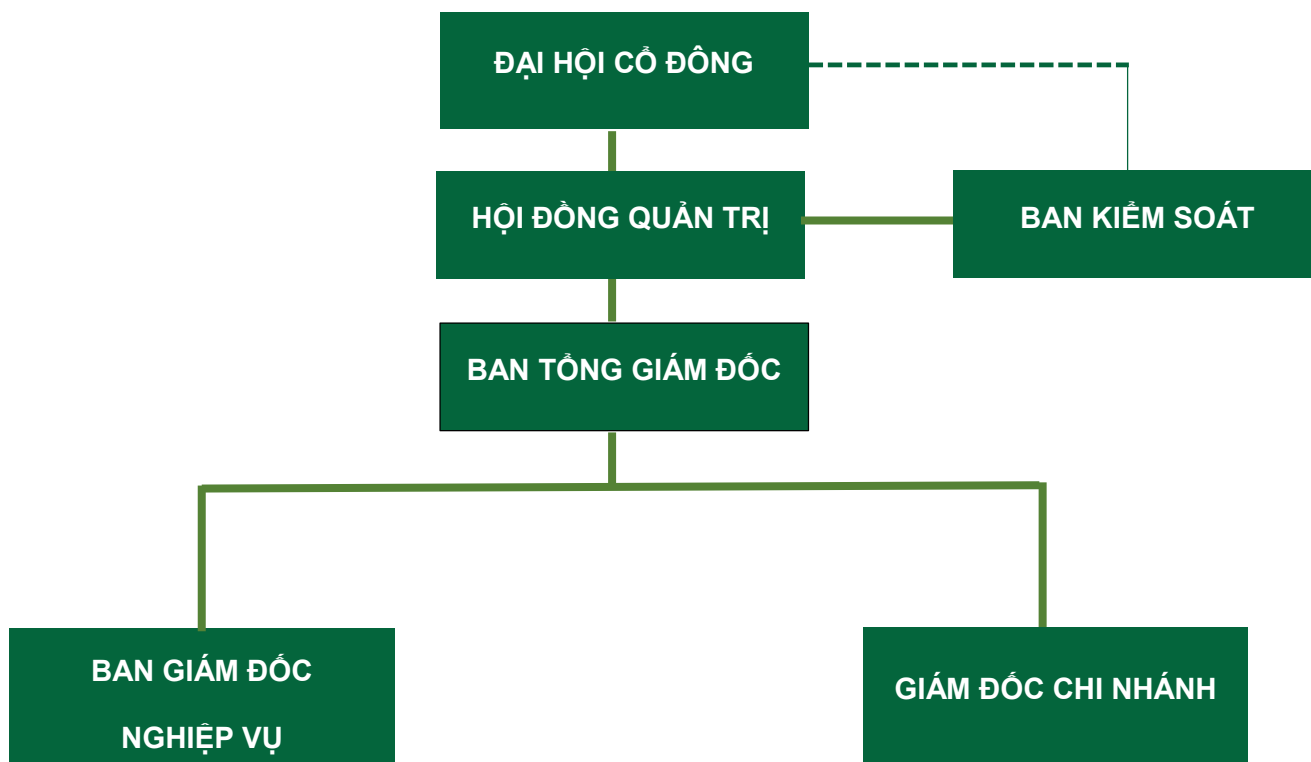 ĐẠI HỘI CỔ ĐÔNG
HỘI ĐỒNG QUẢN TRỊ
BAN KIỂM SOÁT
BAN TỔNG GIÁM ĐỐC
BAN GIÁM ĐỐC
NGHIỆP VỤ
GIÁM ĐỐC CHI NHÁNH